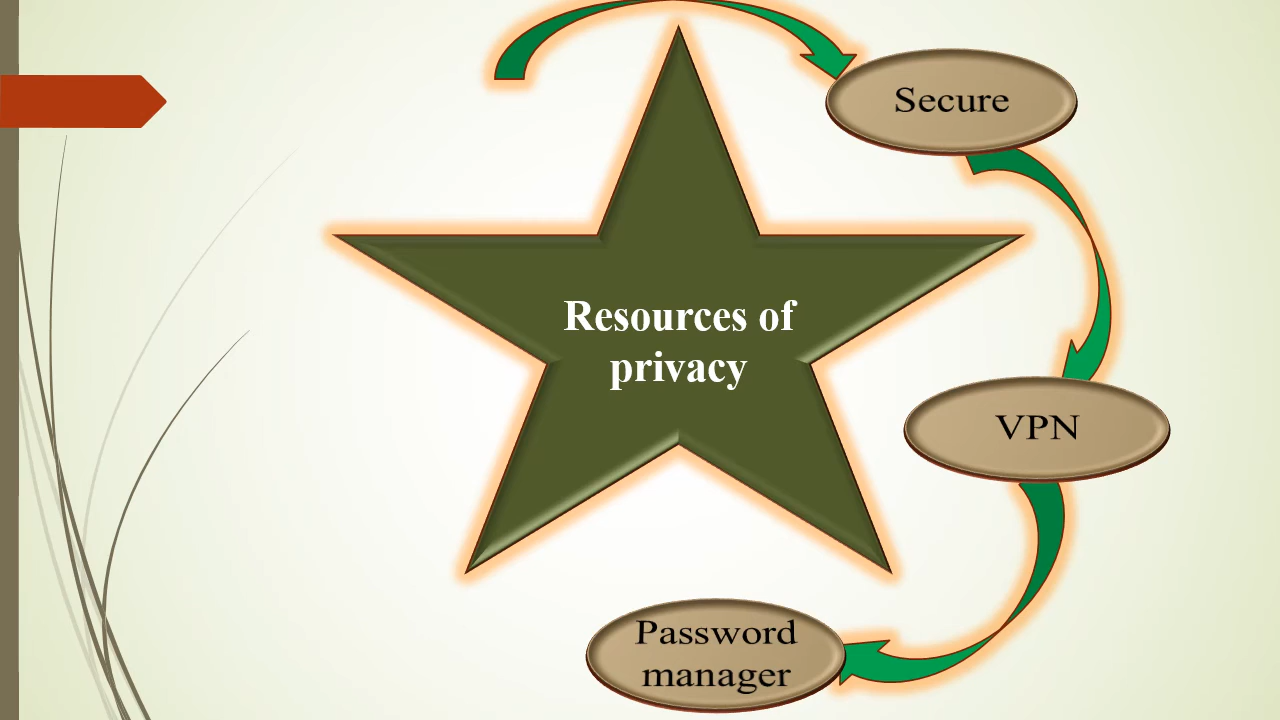 Secure
Resources of
privacy
VPN
Password
manager